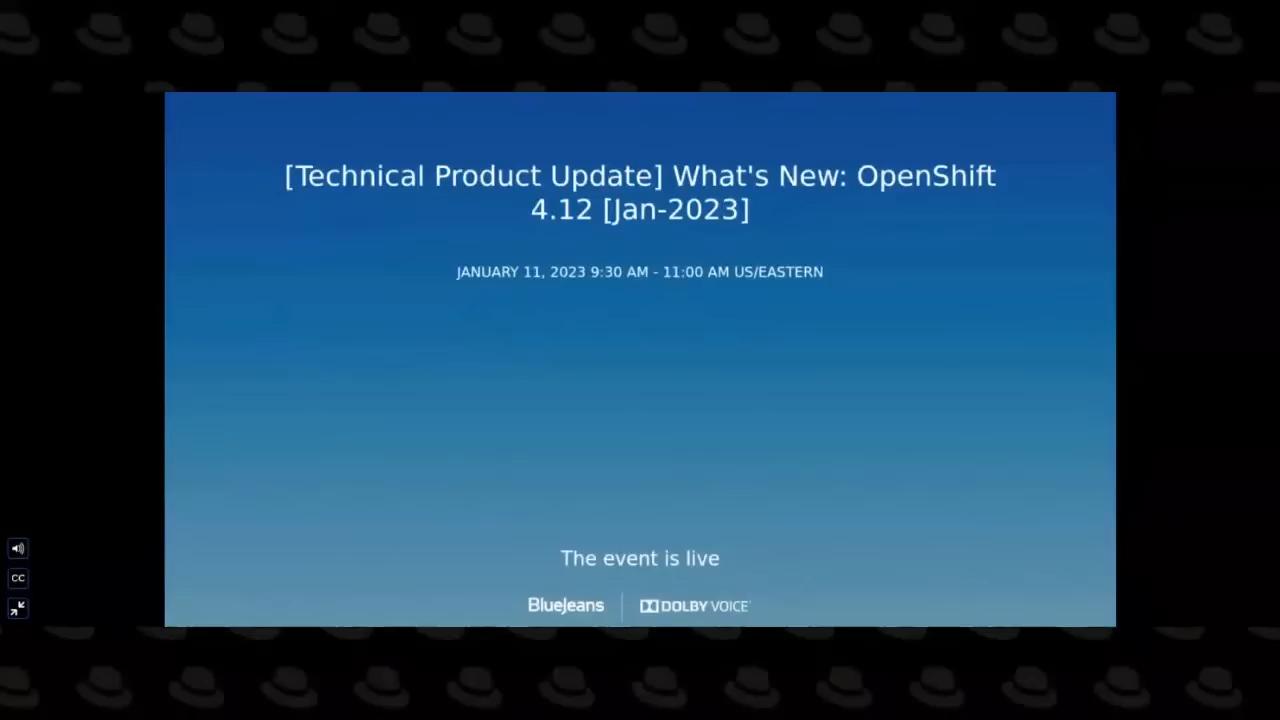 [Technical Product Update] What's New: OpenShift
4.12 [Jan-2023]
JANUARY 11, 2023 9:30 AM - 11:00 AM US/EASTERN
The event is live
BlueJeans
DOLBY VOICE
CC